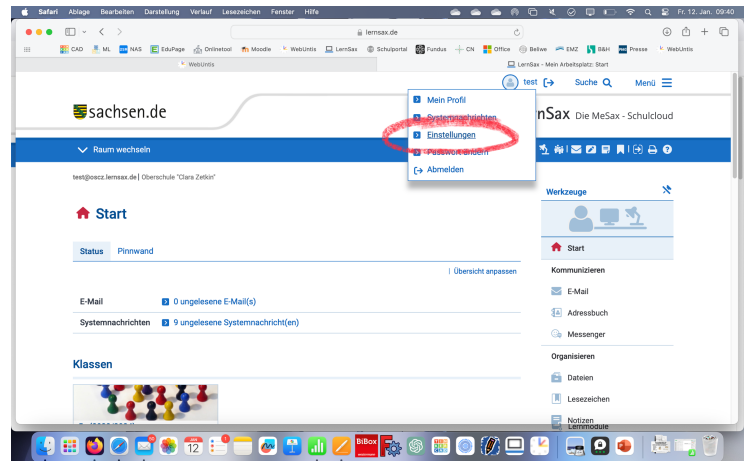 Safari Ablage Bearbeiten Darstellung Verlauf Lesezeichen Fenster Hilfe Fr. 12. Jan. 09:40
lernsax.de
CAD ML NAS EduPage Onlinetool Moodle WebUntis LernSax Schulportal Fundus CN Office Beliwe EMZ B&H Presse WebUntis
WebUntis LernSax - Mein Arbeitsplatz: Start
test Suche Menü
Mein Profil
Systemnachrichten
Einstellungen
Passwort ändern
Abmelden
sachsen.de
nSax Die MeSax - Schulcloud
Raum wechseln
test@oscz.lernsax.de | Oberschule "Clara Zetkin"
Start
Status Pinnwand
Übersicht anpassen
E-Mail 0 ungelesene E-Mail(s)
Systemnachrichten 9 ungelesene Systemnachricht(en)
Klassen
Werkzeuge
Start
Kommunizieren
E-Mail
Adressbuch
Messenger
Organisieren
Dateien
Lesezeichen
Notizen
Lernmodule
12
BiBox